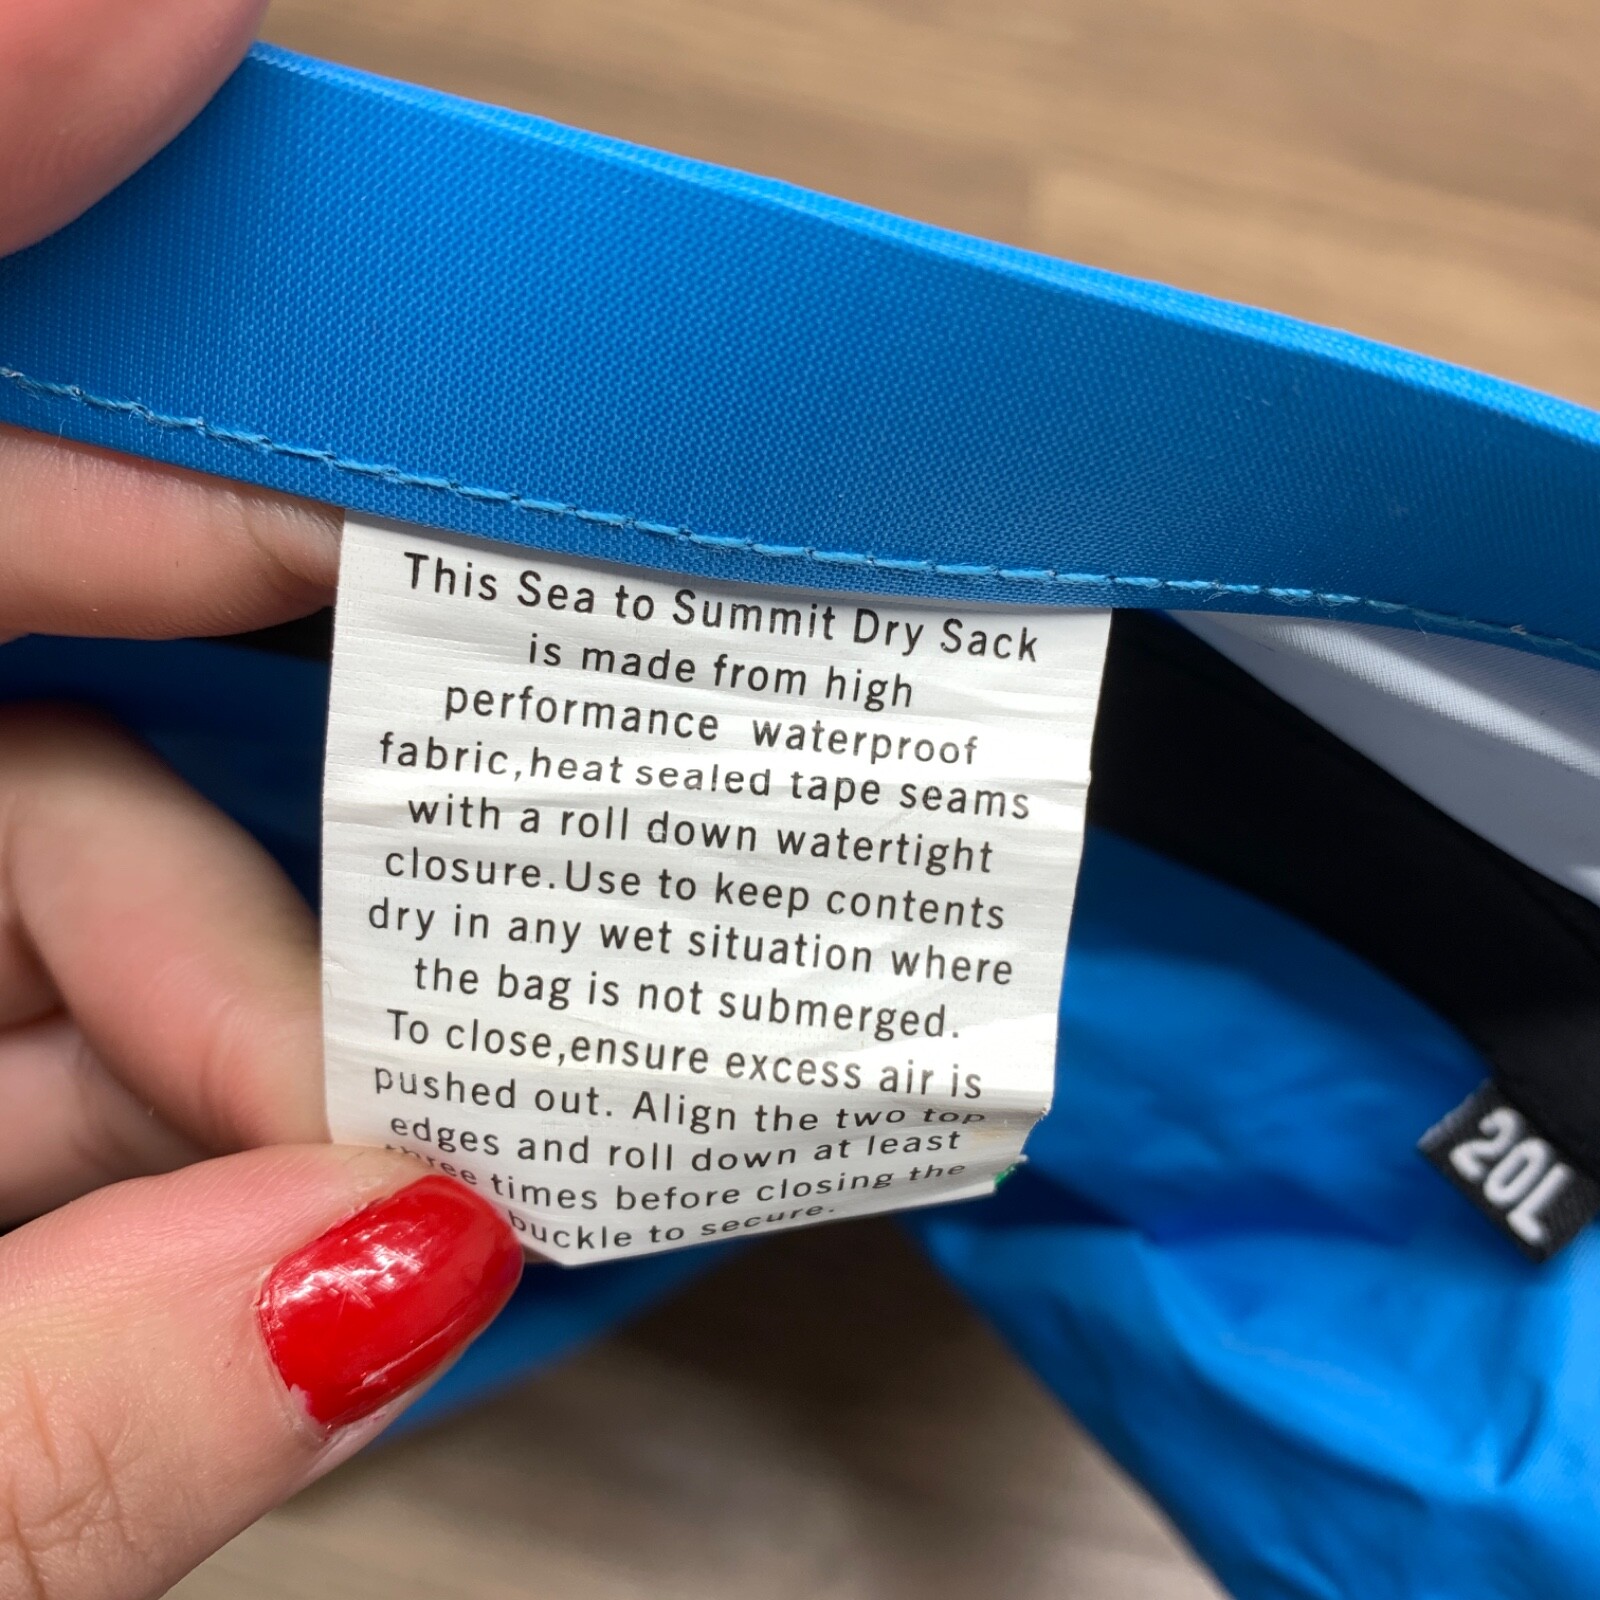 This Sea to Summit Dry Sack
is made from high
performance waterproof
fabric,heat sealed tape seams
with a roll down watertight
closure.Use to keep contents
dry in any wet situation where
the bag is not submerged.
To close,ensure excess air is
pushed out. Align the two top
edges and roll down at least
three times before closing the
buckle to secure.
20L